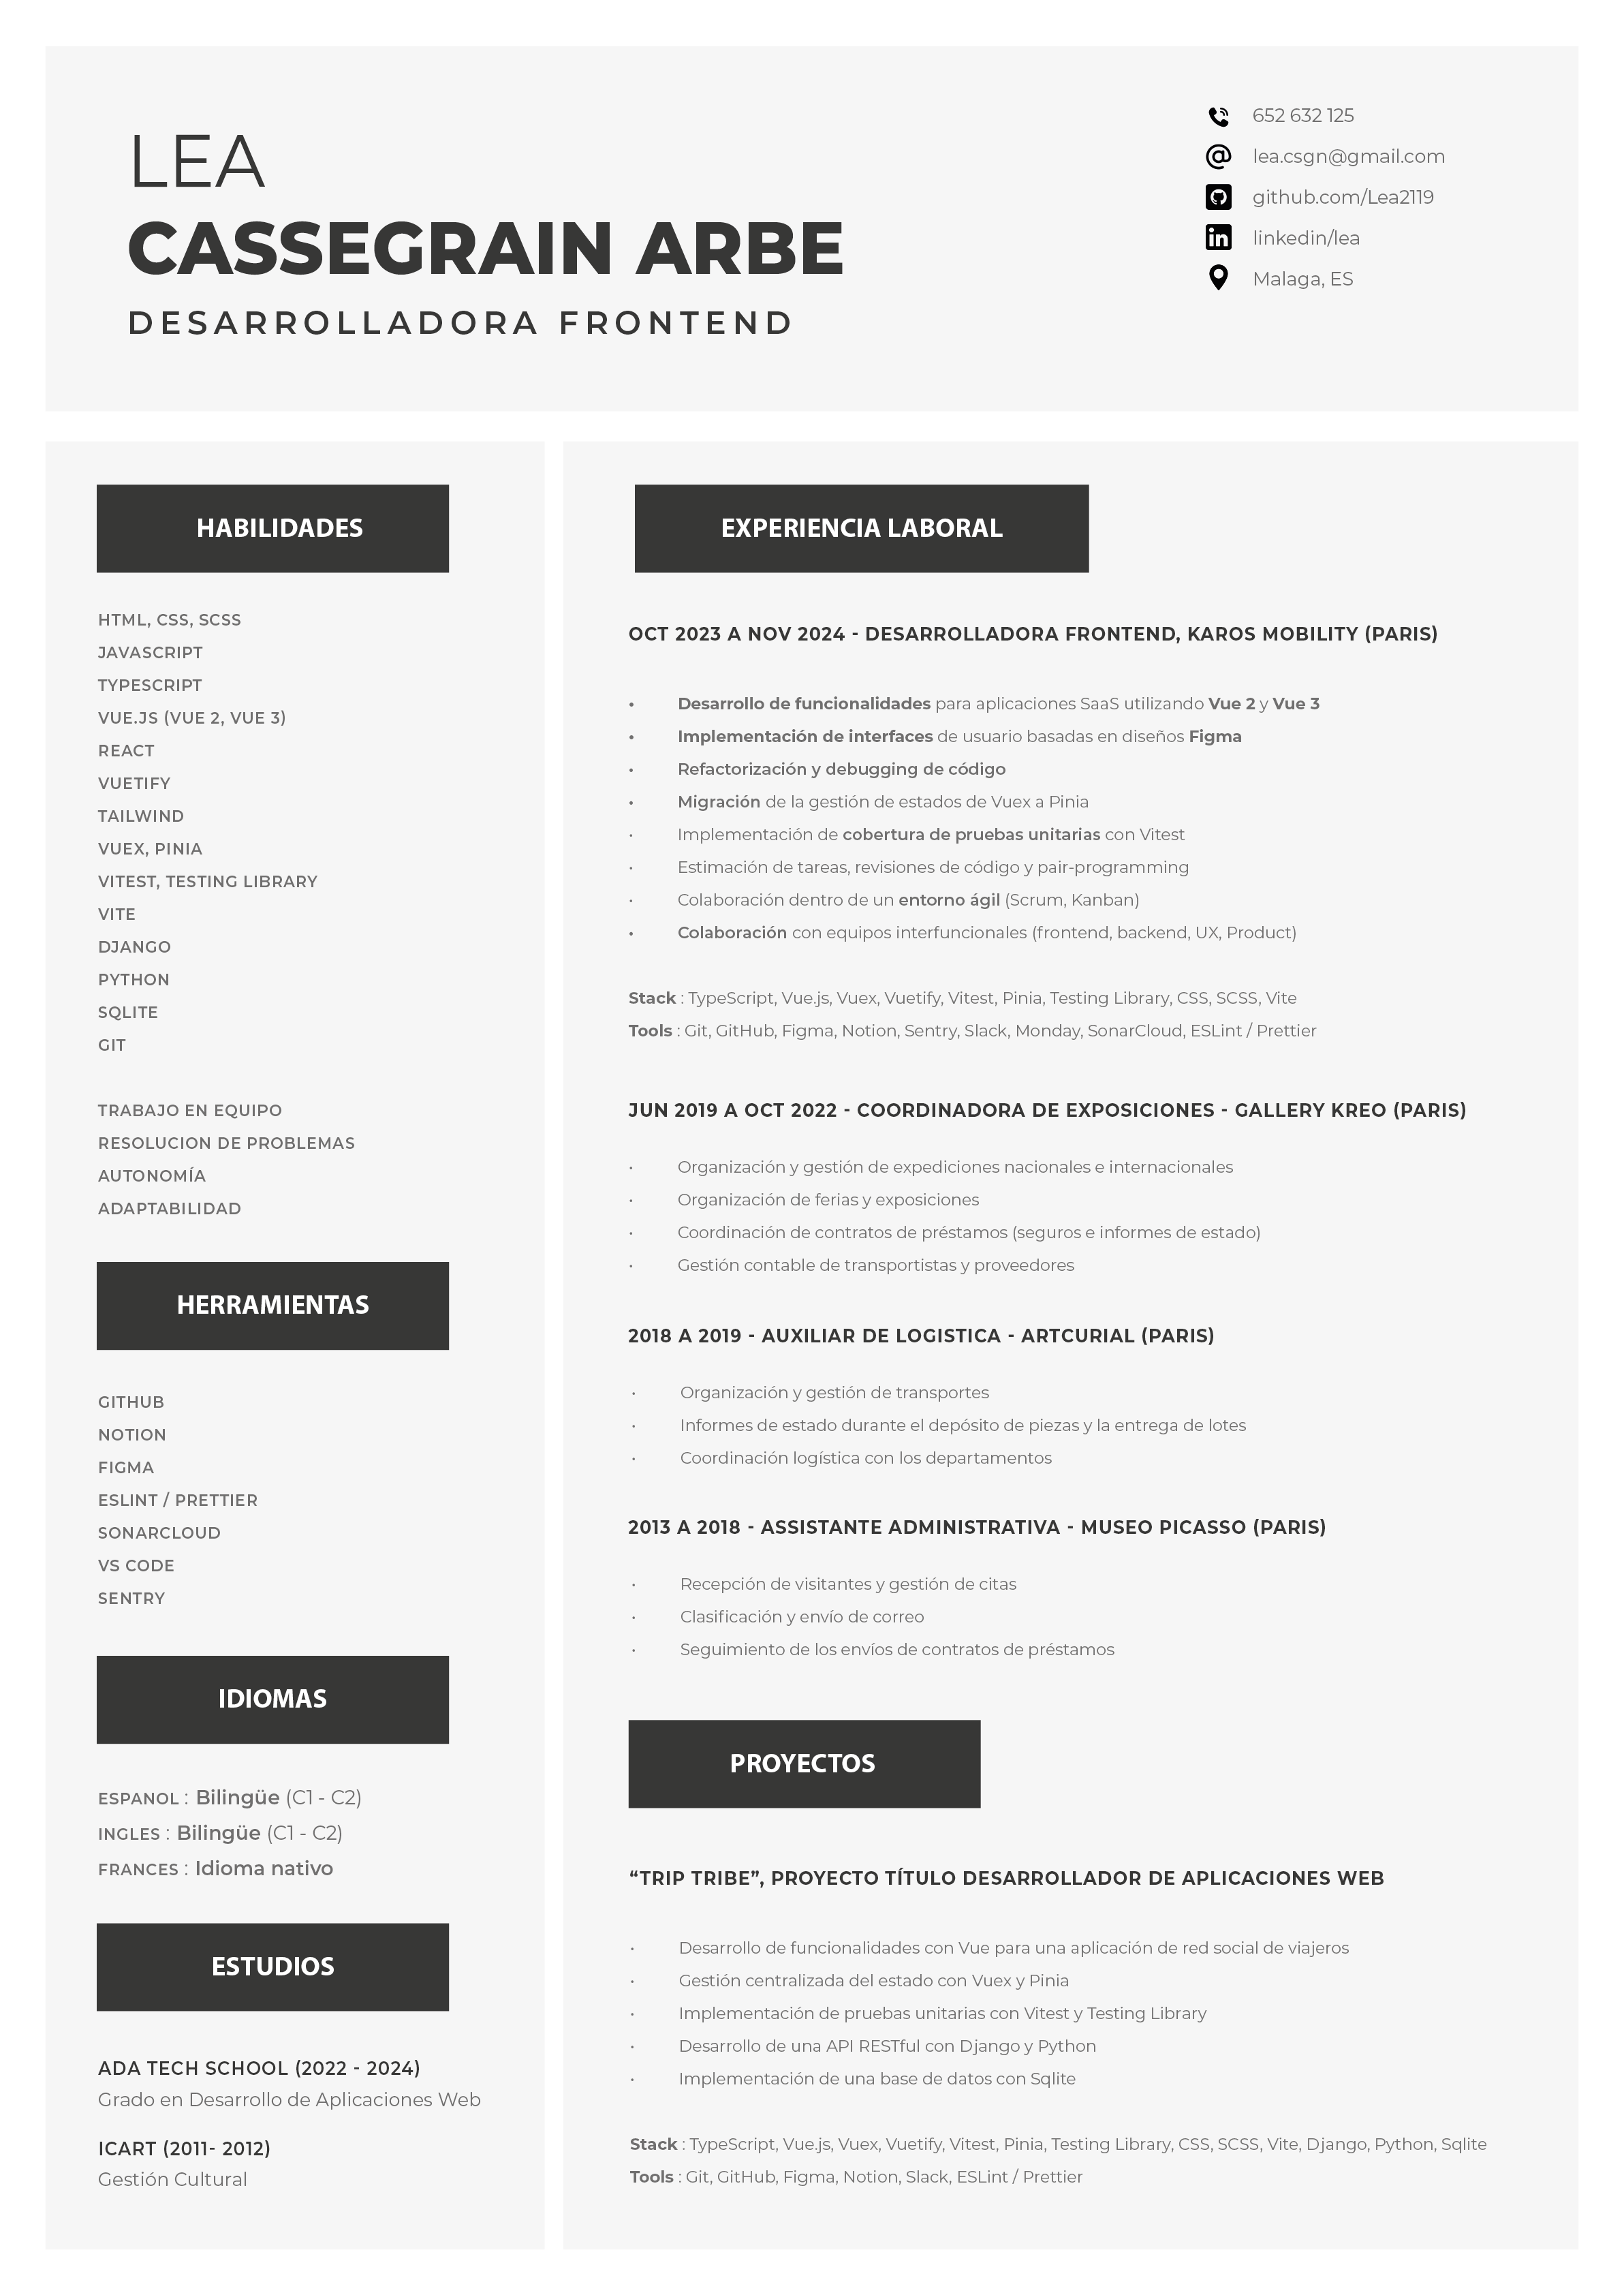 LEA
CASSEGRAIN ARBE
DESARROLLADORA FRONTEND
652 632 125
lea.csgn@gmail.com
github.com/Lea2119
linkedin/lea
Malaga, ES
HABILIDADES
HTML, CSS, SCSS
JAVASCRIPT
TYPESCRIPT
VUE.JS (VUE 2, VUE 3)
REACT
VUETIFY
TAILWIND
VUEX, PINIA
VITEST, TESTING LIBRARY
VITE
DJANGO
PYTHON
SQLITE
GIT
TRABAJO EN EQUIPO
RESOLUCION DE PROBLEMAS
AUTONOMÍA
ADAPTABILIDAD
HERRAMIENTAS
GITHUB
NOTION
FIGMA
ESLINT / PRETTIER
SONARCLOUD
VS CODE
SENTRY
IDIOMAS
ESPANOL : Bilingüe (C1 - C2)
INGLES : Bilingüe (C1 - C2)
FRANCES : Idioma nativo
ESTUDIOS
ADA TECH SCHOOL (2022 - 2024)
Grado en Desarrollo de Aplicaciones Web
ICART (2011- 2012)
Gestión Cultural
EXPERIENCIA LABORAL
OCT 2023 A NOV 2024 - DESARROLLADORA FRONTEND, KAROS MOBILITY (PARIS)
• Desarrollo de funcionalidades para aplicaciones SaaS utilizando Vue 2 y Vue 3
• Implementación de interfaces de usuario basadas en diseños Figma
• Refactorización y debugging de código
• Migración de la gestión de estados de Vuex a Pinia
• Implementación de cobertura de pruebas unitarias con Vitest
• Estimación de tareas, revisiones de código y pair-programming
• Colaboración dentro de un entorno ágil (Scrum, Kanban)
• Colaboración con equipos interfuncionales (frontend, backend, UX, Product)
Stack : TypeScript, Vue.js, Vuex, Vuetify, Vitest, Pinia, Testing Library, CSS, SCSS, Vite
Tools : Git, GitHub, Figma, Notion, Sentry, Slack, Monday, SonarCloud, ESLint / Prettier
JUN 2019 A OCT 2022 - COORDINADORA DE EXPOSICIONES - GALLERY KREO (PARIS)
• Organización y gestión de expediciones nacionales e internacionales
• Organización de ferias y exposiciones
• Coordinación de contratos de préstamos (seguros e informes de estado)
• Gestión contable de transportistas y proveedores
2018 A 2019 - AUXILIAR DE LOGISTICA - ARTCURIAL (PARIS)
• Organización y gestión de transportes
• Informes de estado durante el depósito de piezas y la entrega de lotes
• Coordinación logística con los departamentos
2013 A 2018 - ASSISTANTE ADMINISTRATIVA - MUSEO PICASSO (PARIS)
• Recepción de visitantes y gestión de citas
• Clasificación y envío de correo
• Seguimiento de los envíos de contratos de préstamos
PROYECTOS
“TRIP TRIBE”, PROYECTO TÍTULO DESARROLLADOR DE APLICACIONES WEB
• Desarrollo de funcionalidades con Vue para una aplicación de red social de viajeros
• Gestión centralizada del estado con Vuex y Pinia
• Implementación de pruebas unitarias con Vitest y Testing Library
• Desarrollo de una API RESTful con Django y Python
• Implementación de una base de datos con Sqlite
Stack : TypeScript, Vue.js, Vuex, Vuetify, Vitest, Pinia, Testing Library, CSS, SCSS, Vite, Django, Python, Sqlite
Tools : Git, GitHub, Figma, Notion, Slack, ESLint / Prettier